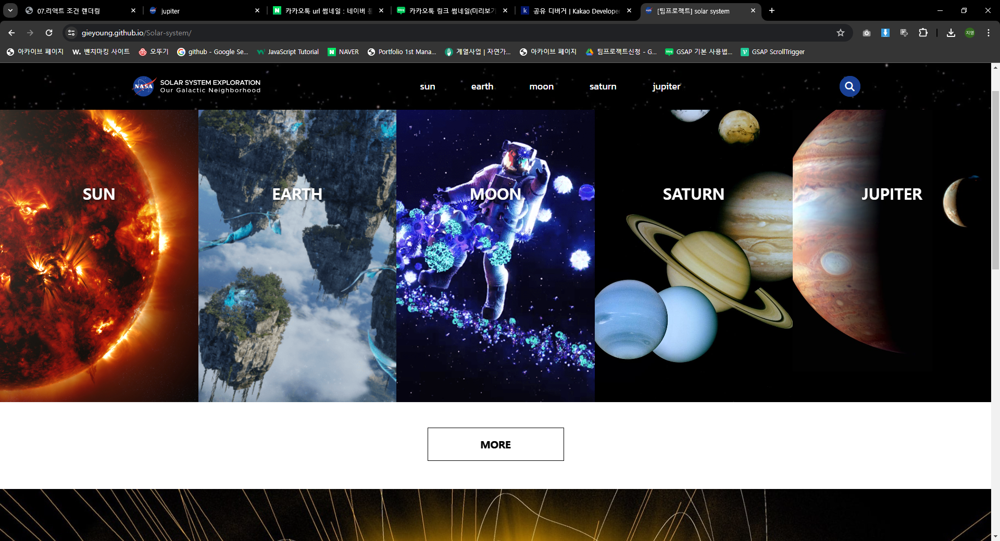 07.리액트 조건 렌더링
jupiter
카카오톡 url 썸네일 : 네이버 블
카카오톡 링크 썸네일(미리보기
공유 디버거 | Kakao Developer
[팀프로젝트] solar system
gieyoung.github.io/Solar-system/
지영
아카이브 페이지
벤치마킹 사이트
오뚜기
github - Google Se...
JavaScript Tutorial
NAVER
Portfolio 1st Mana...
계열사업 | 자연가...
아카이브 페이지
팀프로젝트신청 - G...
GSAP 기본 사용법...
GSAP ScrollTrigger
NASA
SOLAR SYSTEM EXPLORATION
Our Galactic Neighborhood
sun
earth
moon
saturn
jupiter
SUN
EARTH
MOON
SATURN
JUPITER
MORE